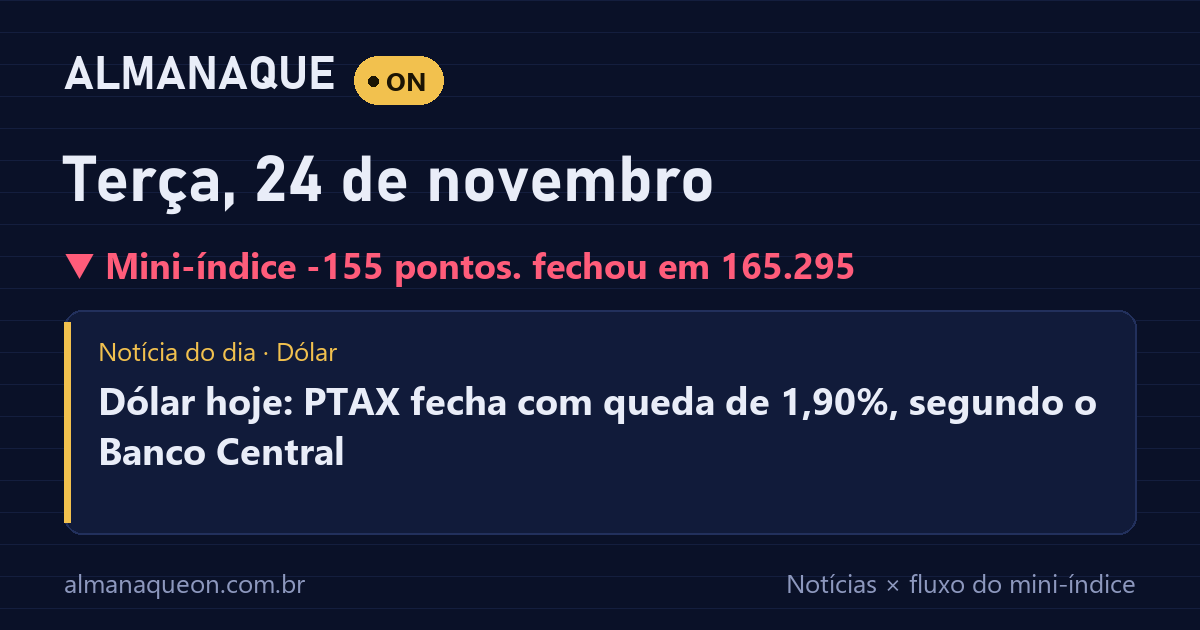 ALMANAQUE • ON
Terça, 24 de novembro
▼ Mini-índice -155 pontos. fechou em 165.295
Notícia do dia · Dólar
Dólar hoje: PTAX fecha com queda de 1,90%, segundo o
Banco Central
almanaqueon.com.br
Notícias × fluxo do mini-índice